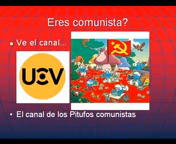 Eres comunista?
Ve el canal..
UCV
El canal de los Pitufos comunistas